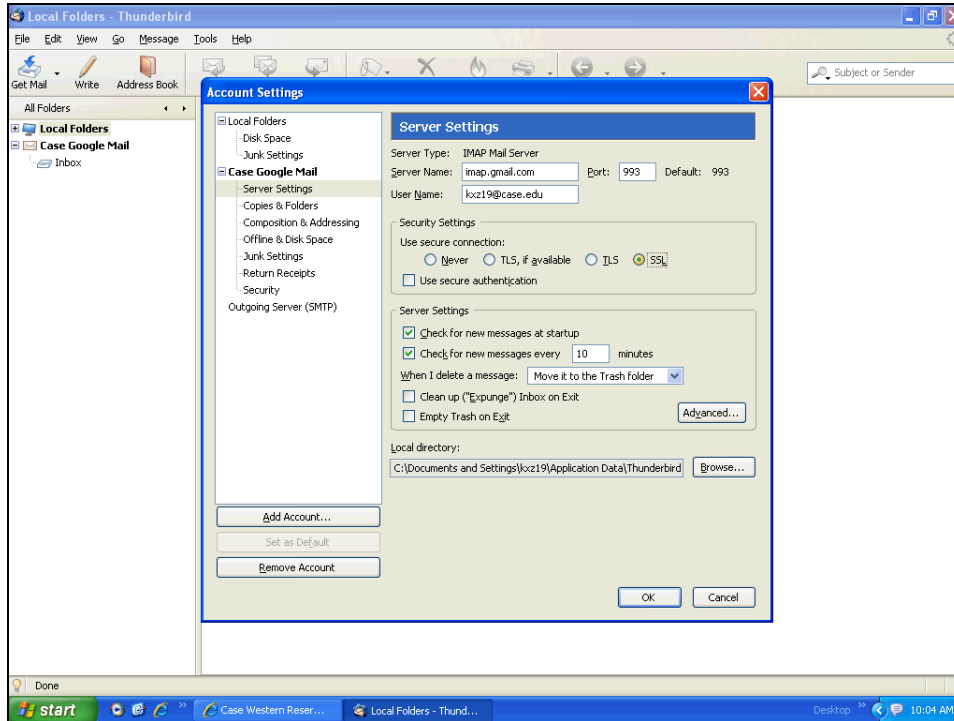 Local Folders - Thunderbird
File Edit View Go Message Tools Help
Get Mail Write Address Book
Subject or Sender
All Folders
Local Folders
Case Google Mail
Inbox
Account Settings
Local Folders
Disk Space
Junk Settings
Case Google Mail
Server Settings
Copies & Folders
Composition & Addressing
Offline & Disk Space
Junk Settings
Return Receipts
Security
Outgoing Server (SMTP)
Add Account...
Set as Default
Remove Account
Server Settings
Server Type: IMAP Mail Server
Server Name: imap.gmail.com Port: 993 Default: 993
User Name: kxz19@case.edu
Security Settings
Use secure connection:
Never TLS, if available TLS SSL
Use secure authentication
Server Settings
Check for new messages at startup
Check for new messages every 10 minutes
When I delete a message: Move it to the Trash folder
Clean up ("Expunge") Inbox on Exit
Empty Trash on Exit
Advanced...
Local directory:
C:\Documents and Settings\kxz19\Application Data\Thunderbird Browse...
OK Cancel
Done
start Case Western Reser... Local Folders - Thund... Desktop 10:04 AM